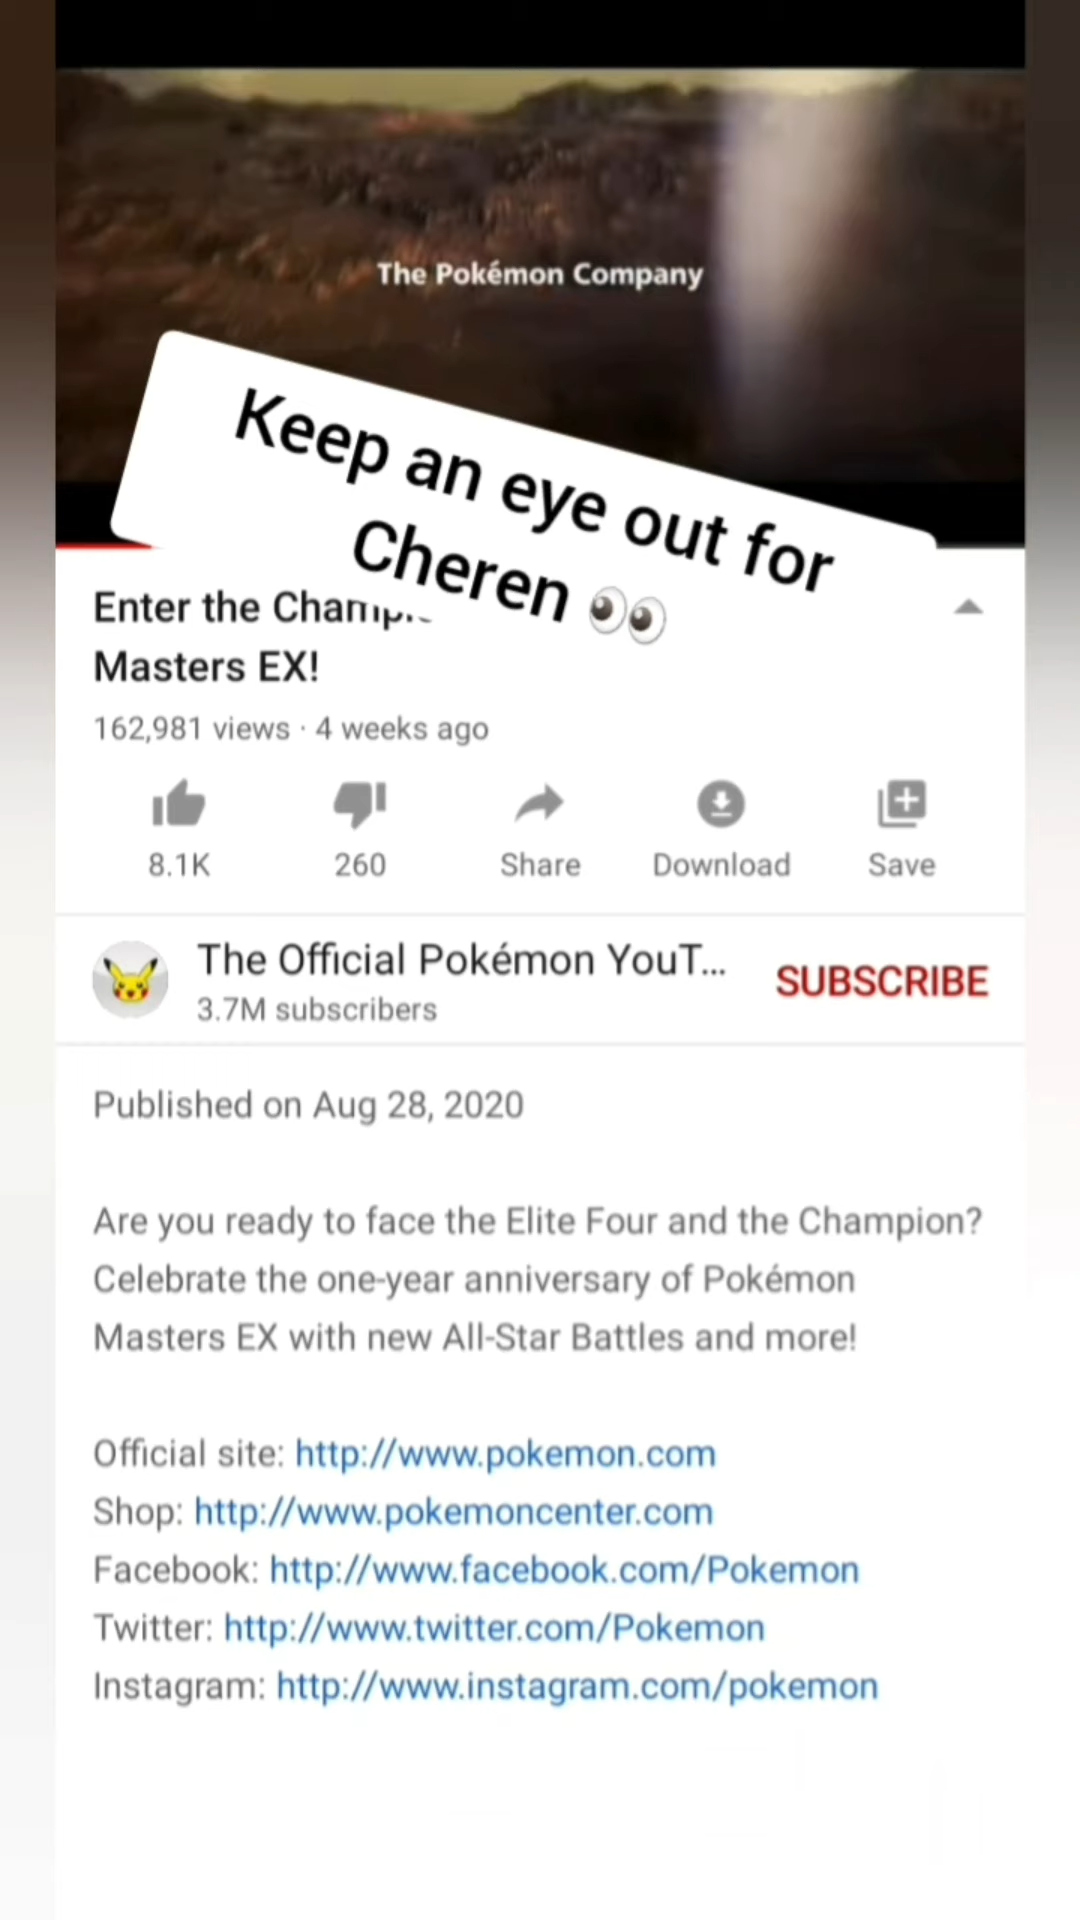 The Pokémon Company
Keep an eye out for
Cheren 👀
Enter the
Masters EX!
162,981 views · 4 weeks ago
8.1K
260
Share
Download
Save
The Official Pokémon YouT...
3.7M subscribers
SUBSCRIBE
Published on Aug 28, 2020
Are you ready to face the Elite Four and the Champion?
Celebrate the one-year anniversary of Pokémon
Masters EX with new All-Star Battles and more!
Official site: http://www.pokemon.com
Shop: http://www.pokemoncenter.com
Facebook: http://www.facebook.com/Pokemon
Twitter: http://www.twitter.com/Pokemon
Instagram: http://www.instagram.com/pokemon